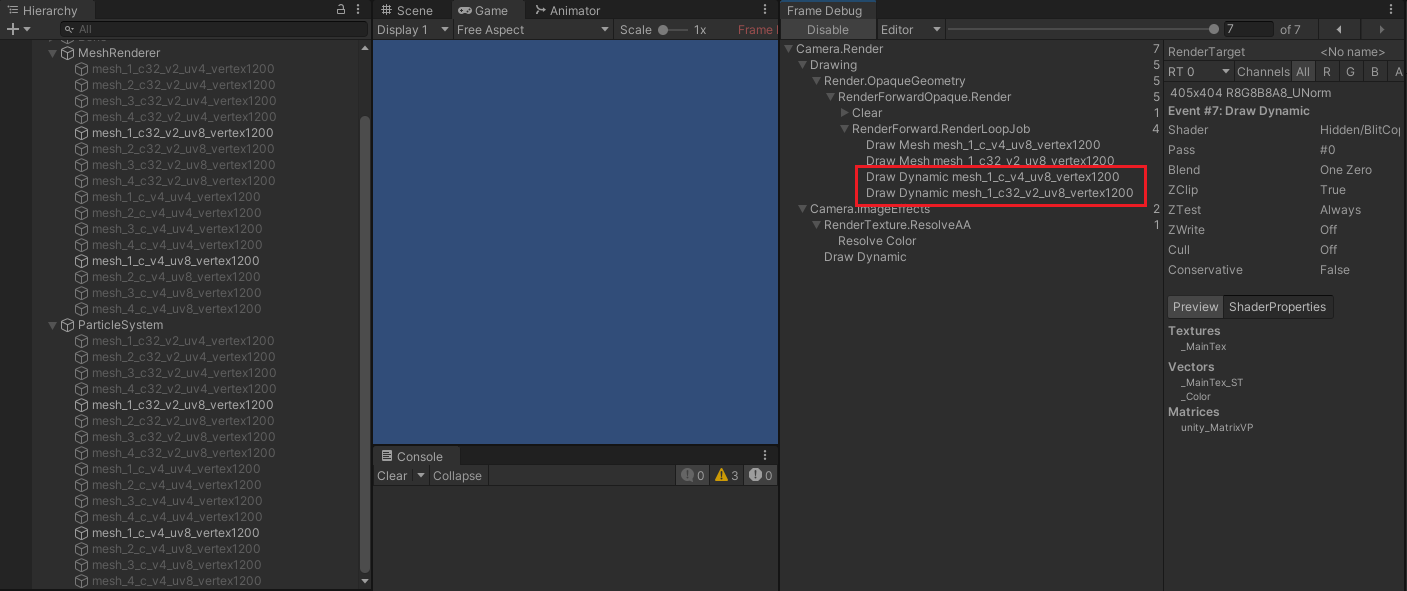 Hierarchy
All
MeshRenderer
mesh_1_c32_v2_uv4_vertex1200
mesh_2_c32_v2_uv4_vertex1200
mesh_3_c32_v2_uv4_vertex1200
mesh_4_c32_v2_uv4_vertex1200
mesh_1_c32_v2_uv8_vertex1200
mesh_2_c32_v2_uv8_vertex1200
mesh_3_c32_v2_uv8_vertex1200
mesh_4_c32_v2_uv8_vertex1200
mesh_1_c_v4_uv4_vertex1200
mesh_2_c_v4_uv4_vertex1200
mesh_3_c_v4_uv4_vertex1200
mesh_4_c_v4_uv4_vertex1200
mesh_1_c_v4_uv8_vertex1200
mesh_2_c_v4_uv8_vertex1200
mesh_3_c_v4_uv8_vertex1200
mesh_4_c_v4_uv8_vertex1200
ParticleSystem
mesh_1_c32_v2_uv4_vertex1200
mesh_2_c32_v2_uv4_vertex1200
mesh_3_c32_v2_uv4_vertex1200
mesh_4_c32_v2_uv4_vertex1200
mesh_1_c32_v2_uv8_vertex1200
mesh_2_c32_v2_uv8_vertex1200
mesh_3_c32_v2_uv8_vertex1200
mesh_4_c32_v2_uv8_vertex1200
mesh_1_c_v4_uv4_vertex1200
mesh_2_c_v4_uv4_vertex1200
mesh_3_c_v4_uv4_vertex1200
mesh_4_c_v4_uv4_vertex1200
mesh_1_c_v4_uv8_vertex1200
mesh_2_c_v4_uv8_vertex1200
mesh_3_c_v4_uv8_vertex1200
mesh_4_c_v4_uv8_vertex1200
Scene Game Animator
Display 1 Free Aspect Scale 1x Frame
Console
Clear Collapse 0 3 0
Frame Debug
Disable Editor 7 of 7
Camera.Render 7
Drawing 5
Render.OpaqueGeometry 5
RenderForwardOpaque.Render 5
Clear 1
RenderForward.RenderLoopJob 4
Draw Mesh mesh_1_c_v4_uv8_vertex1200
Draw Mesh mesh_1_c32_v2_uv8_vertex1200
Draw Dynamic mesh_1_c_v4_uv8_vertex1200
Draw Dynamic mesh_1_c32_v2_uv8_vertex1200
Camera.ImageEffects 2
RenderTexture.ResolveAA 1
Resolve Color
Draw Dynamic
RenderTarget <No name>
RT 0 Channels All R G B A
405x404 R8G8B8A8_UNorm
Event #7: Draw Dynamic
Shader Hidden/BlitCop
Pass #0
Blend One Zero
ZClip True
ZTest Always
ZWrite Off
Cull Off
Conservative False
Preview ShaderProperties
Textures
_MainTex
Vectors
_MainTex_ST
_Color
Matrices
unity_MatrixVP